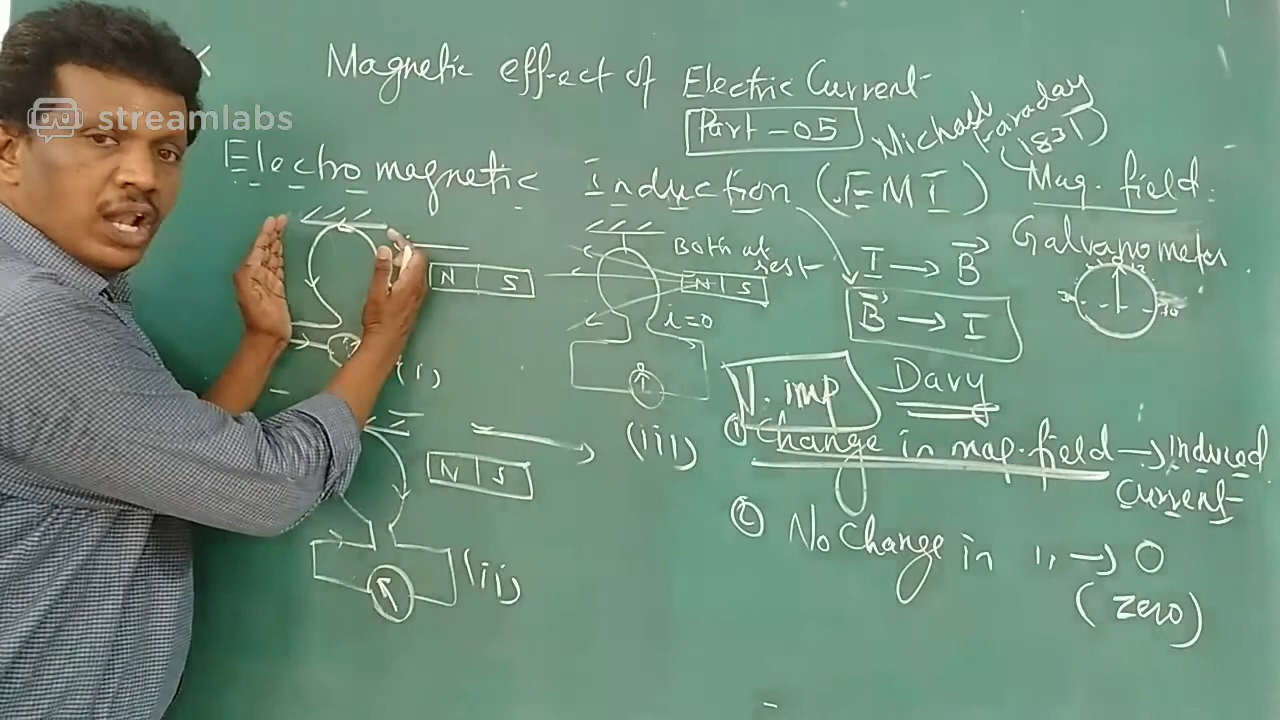 streamlabs
Magnetic effect of Electric Current
Part - 05
Michael Faraday
(1831)
Electromagnetic Induction (EMI)
Mag. field.
Galvanometer
I → B
B → I
N S
(i)
Both at rest
N S
i=0
0
(iii)
N S
(ii)
V. imp
Davy
① Change in mag. field → induced
current
② No Change in ,, → 0
(zero)